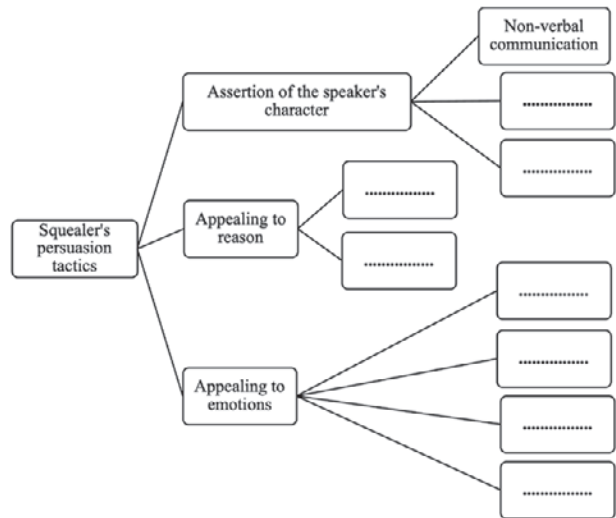 Non-verbal
communication
Assertion of the speaker's
character
................
................
Squealer's
persuasion
tactics
Appealing to
reason
................
................
Appealing to
emotions
................
................
................
................